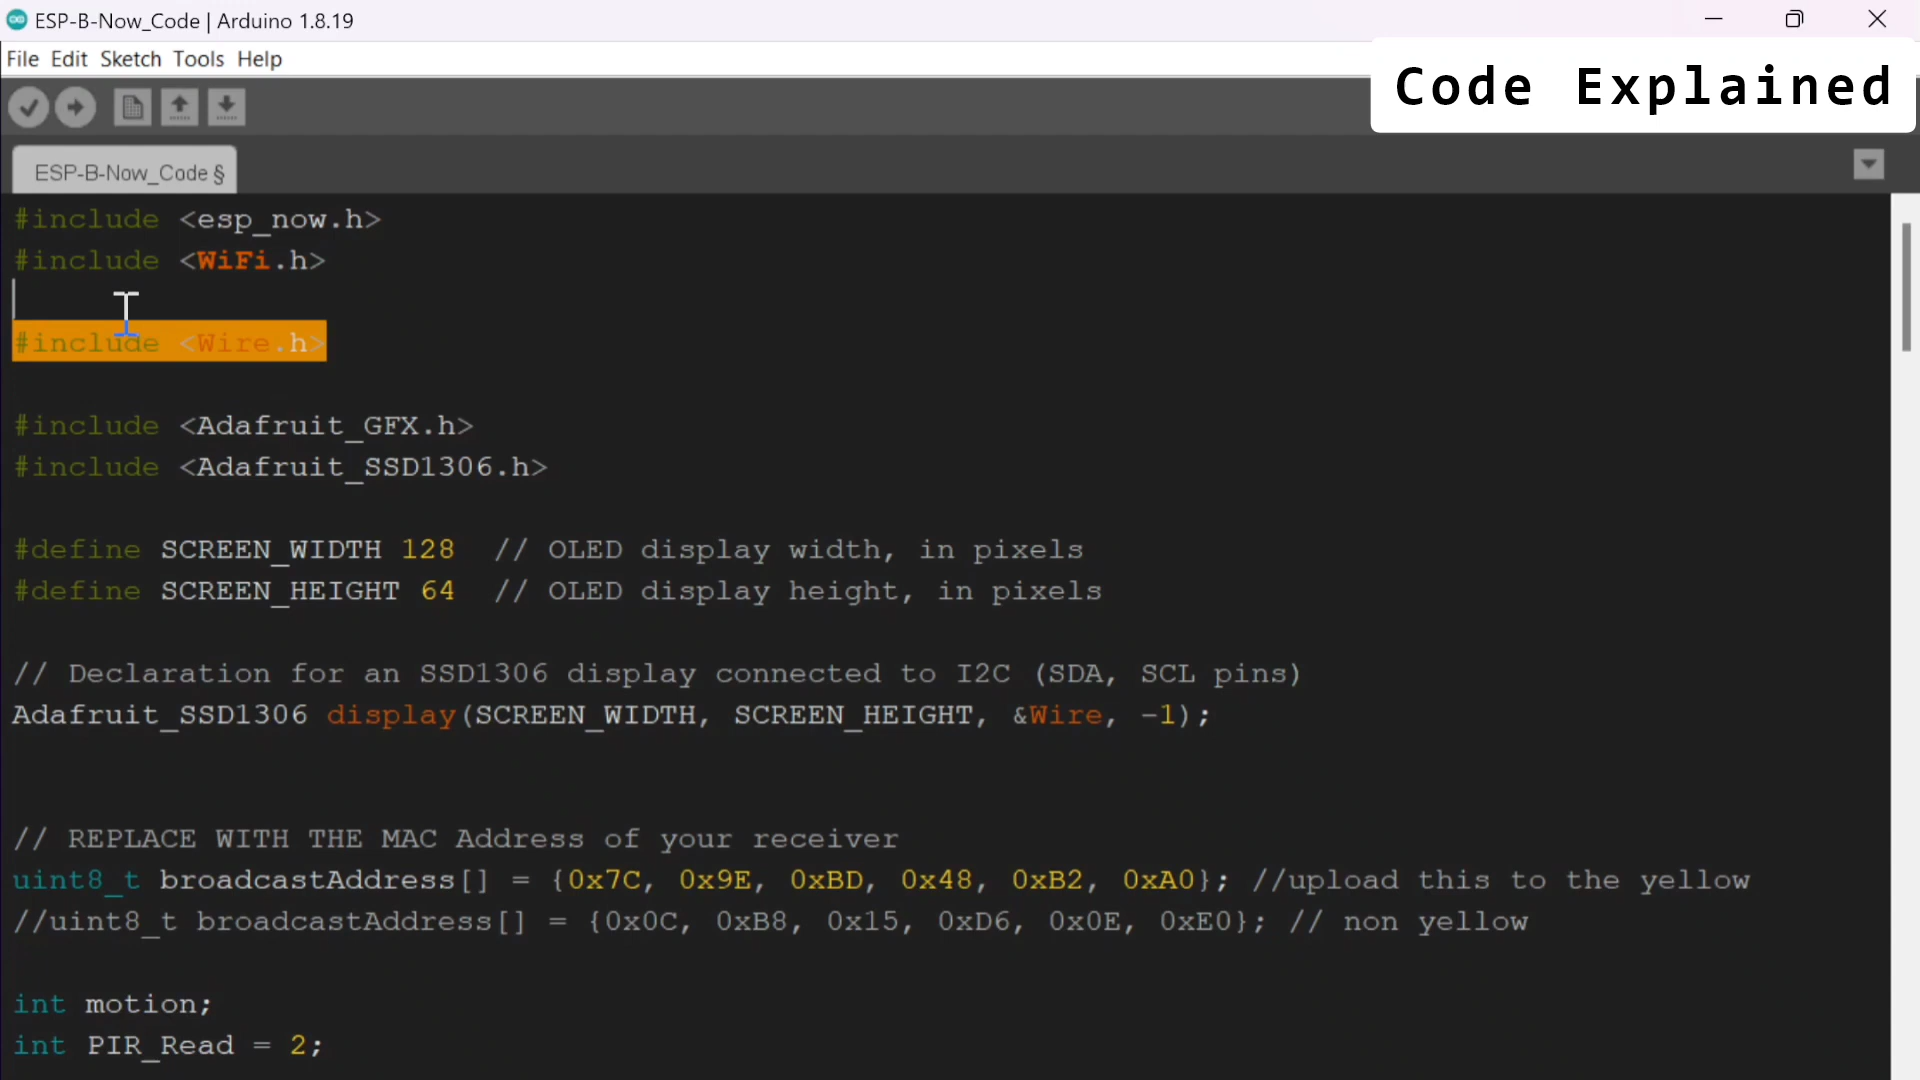 ESP-B-Now_Code | Arduino 1.8.19
File Edit Sketch Tools Help
Code Explained
ESP-B-Now_Code §
#include <esp_now.h>
#include <WiFi.h>
#include <Wire.h>
#include <Adafruit_GFX.h>
#include <Adafruit_SSD1306.h>
#define SCREEN_WIDTH 128  // OLED display width, in pixels
#define SCREEN_HEIGHT 64  // OLED display height, in pixels
// Declaration for an SSD1306 display connected to I2C (SDA, SCL pins)
Adafruit_SSD1306 display(SCREEN_WIDTH, SCREEN_HEIGHT, &Wire, -1);
// REPLACE WITH THE MAC Address of your receiver
uint8_t broadcastAddress[] = {0x7C, 0x9E, 0xBD, 0x48, 0xB2, 0xA0}; //upload this to the yellow
//uint8_t broadcastAddress[] = {0x0C, 0xB8, 0x15, 0xD6, 0x0E, 0xE0}; // non yellow
int motion;
int PIR_Read = 2;